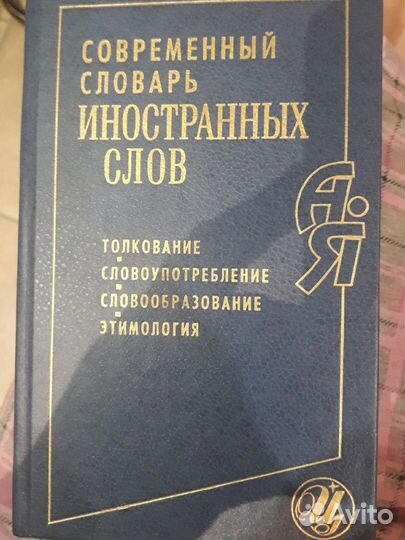 СОВРЕМЕННЫЙ
СЛОВАРЬ
ИНОСТРАННЫХ
СЛОВ
А•Я
ТОЛКОВАНИЕ
СЛОВОУПОТРЕБЛЕНИЕ
СЛОВООБРАЗОВАНИЕ
ЭТИМОЛОГИЯ
Avito